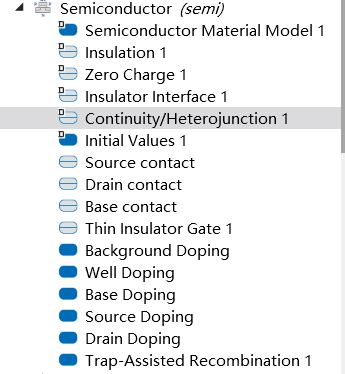 Semiconductor (semi)
Semiconductor Material Model 1
Insulation 1
Zero Charge 1
Insulator Interface 1
Continuity/Heterojunction 1
Initial Values 1
Source contact
Drain contact
Base contact
Thin Insulator Gate 1
Background Doping
Well Doping
Base Doping
Source Doping
Drain Doping
Trap-Assisted Recombination 1